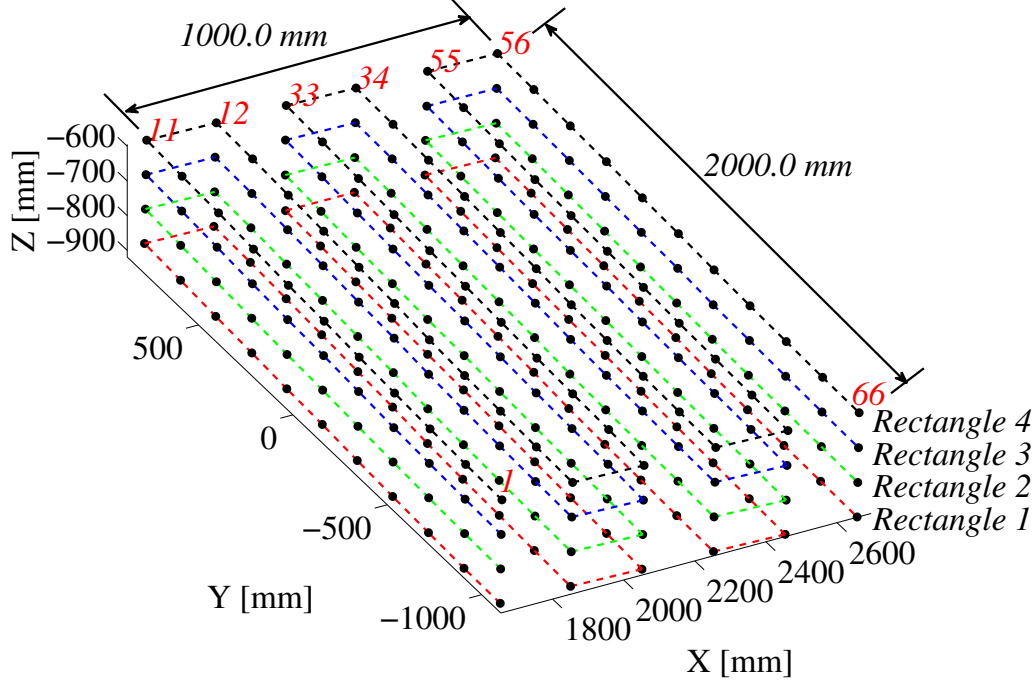 1000.0 mm
56
55
34
33
12
11
−600
−700
−800
−900
Z [mm]
2000.0 mm
500
0
−500
−1000
Y [mm]
1
66
Rectangle 4
Rectangle 3
Rectangle 2
Rectangle 1
2600
2400
2200
2000
1800
X [mm]